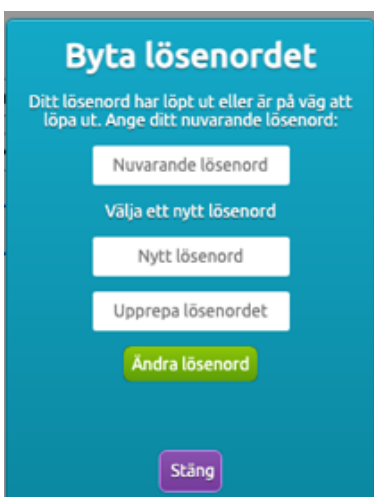 Byta lösenordet
Ditt lösenord har löpt ut eller är på väg att
löpa ut. Ange ditt nuvarande lösenord:
Nuvarande lösenord
Välja ett nytt lösenord
Nytt lösenord
Upprepa lösenordet
Ändra lösenord
Stäng